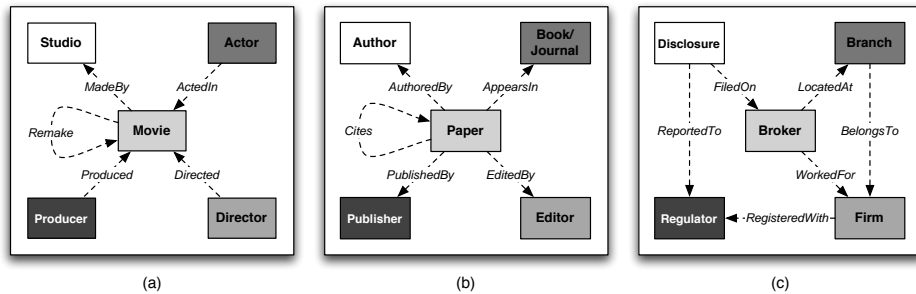 Studio
Actor
MadeBy
ActedIn
Remake
Movie
Produced
Directed
Producer
Director
(a)
Author
Book/
Journal
AuthoredBy
AppearsIn
Cites
Paper
PublishedBy
EditedBy
Publisher
Editor
(b)
Disclosure
Branch
FiledOn
LocatedAt
ReportedTo
Broker
BelongsTo
WorkedFor
Regulator
RegisteredWith
Firm
(c)